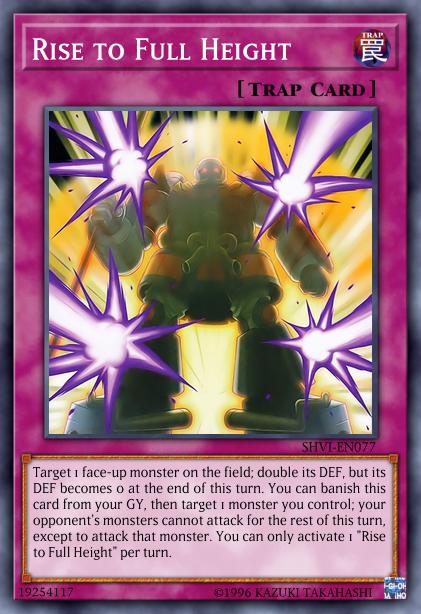 Rise to Full Height
TRAP
罠
[Trap Card]
SHVI-EN077
Target 1 face-up monster on the field; double its DEF, but its
DEF becomes 0 at the end of this turn. You can banish this
card from your GY, then target 1 monster you control; your
opponent's monsters cannot attack for the rest of this turn,
except to attack that monster. You can only activate 1 "Rise
to Full Height" per turn.
19254117
©1996 KAZUKI TAKAHASHI